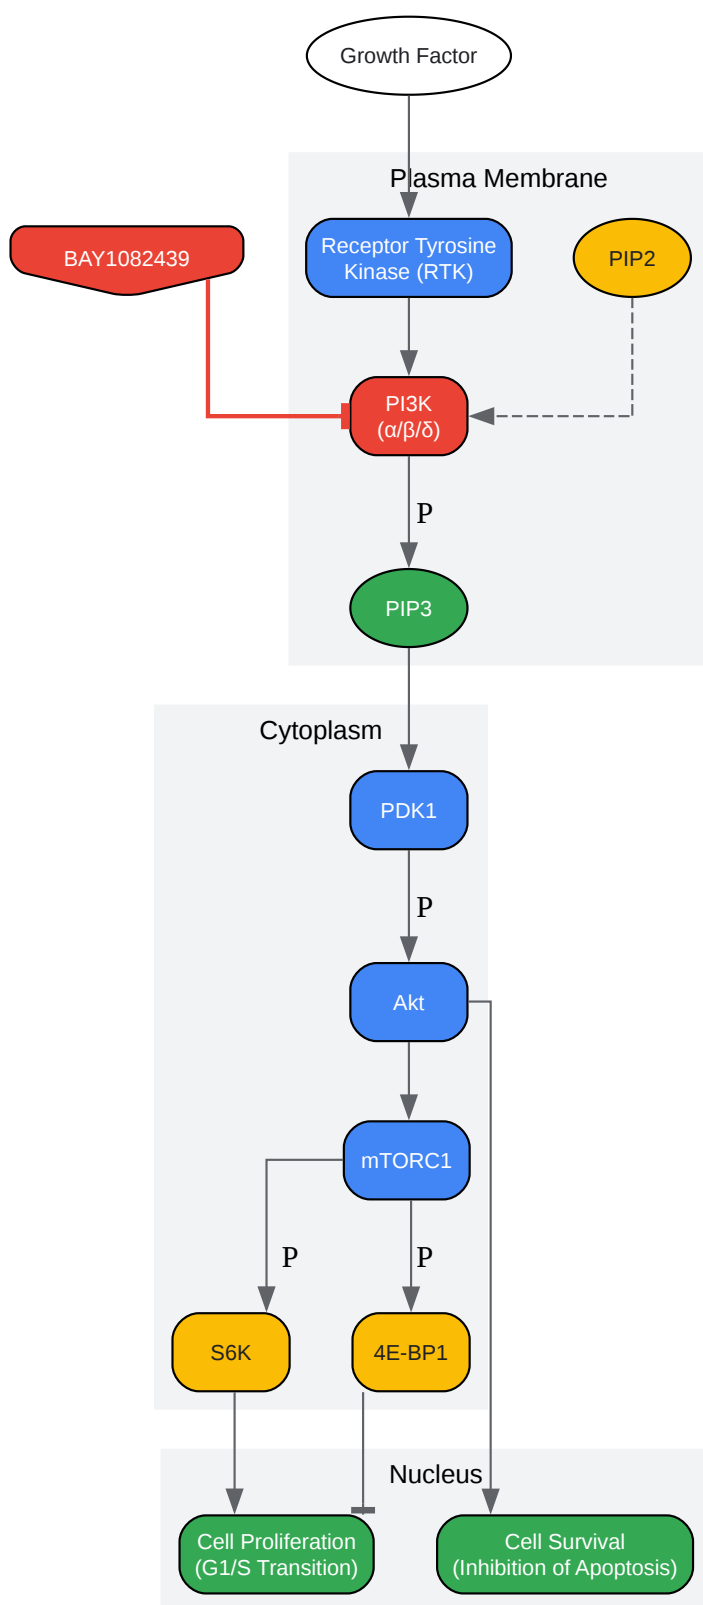 Growth Factor
Plasma Membrane
BAY1082439
Receptor Tyrosine
Kinase (RTK)
PIP2
PI3K
(α/β/δ)
P
PIP3
Cytoplasm
PDK1
P
Akt
mTORC1
P
P
S6K
4E-BP1
Nucleus
Cell Proliferation
(G1/S Transition)
Cell Survival
(Inhibition of Apoptosis)